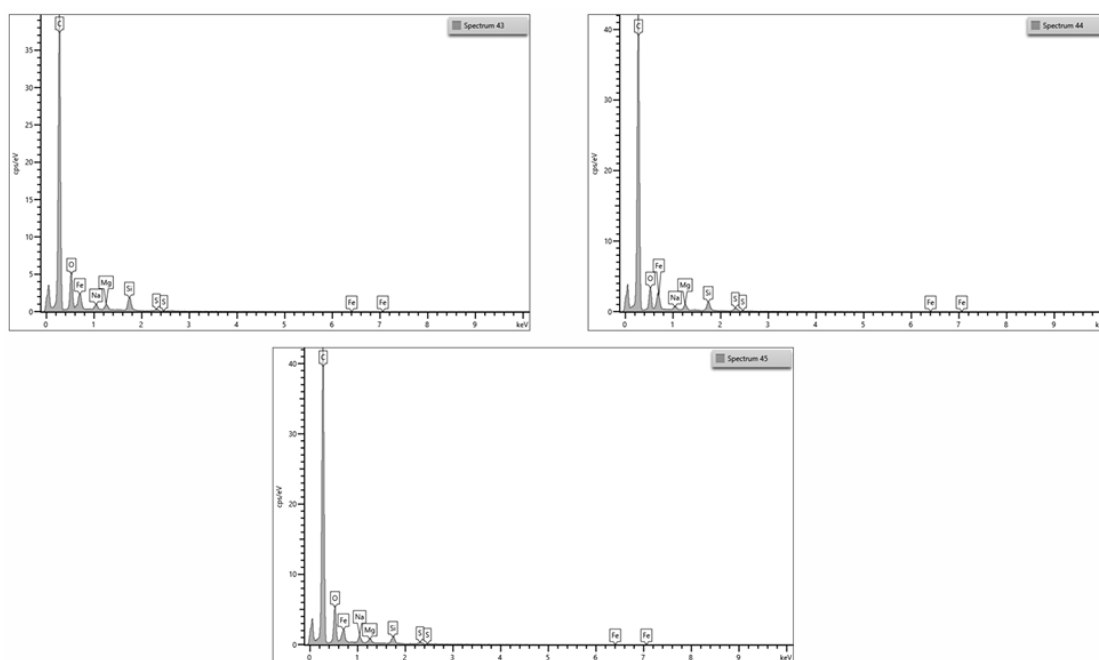 Spectrum 43
cps/eV
35
30
25
20
15
10
5
0
C
O
Fe
Na
Mg
Si
S
S
Fe
Fe
0 1 2 3 4 5 6 7 8 9 keV
Spectrum 44
cps/eV
40
30
20
10
0
C
O
Fe
Na
Mg
Si
S
S
Fe
Fe
0 1 2 3 4 5 6 7 8 9 k
Spectrum 45
cps/eV
40
30
20
10
0
C
O
Fe
Na
Mg
Si
S
S
Fe
Fe
0 1 2 3 4 5 6 7 8 9 keV